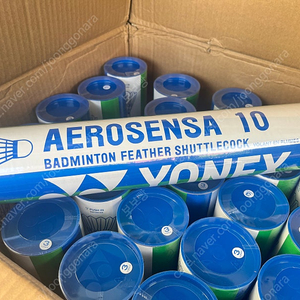 AEROSENSA 10
BADMINTON FEATHER SHUTTLECOCK
YONEX